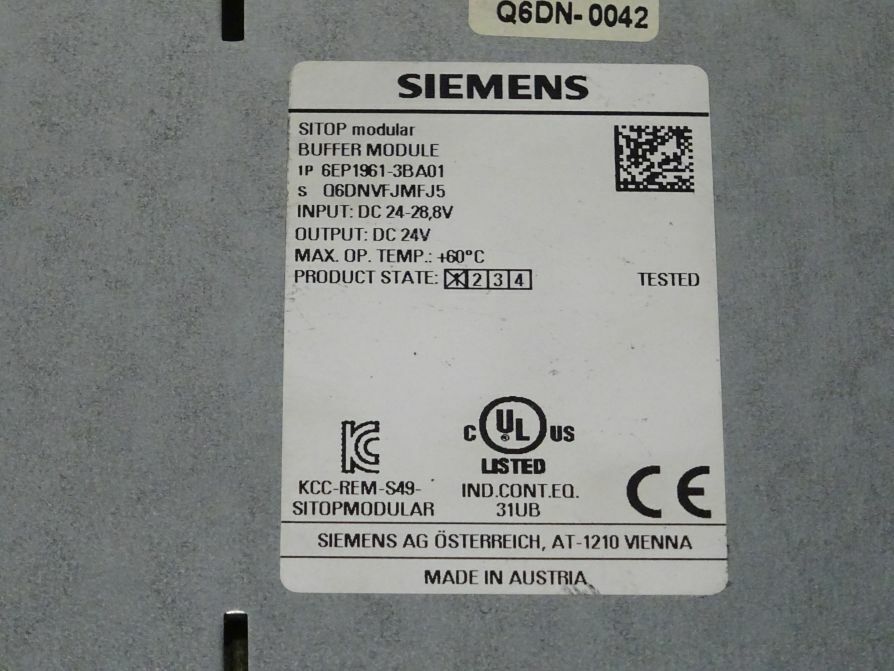 Q6DN-0042
SIEMENS
SITOP modular
BUFFER MODULE
1P 6EP1961-3BA01
S Q6DNVFJMFJ5
INPUT: DC 24-28,8V
OUTPUT: DC 24V
MAX. OP. TEMP.: +60°C
PRODUCT STATE: X 2 3 4
TESTED
C UL US
LISTED
KCC-REM-S49-
SITOPMODULAR
IND.CONT.EQ.
31UB
CE
SIEMENS AG ÖSTERREICH, AT-1210 VIENNA
MADE IN AUSTRIA